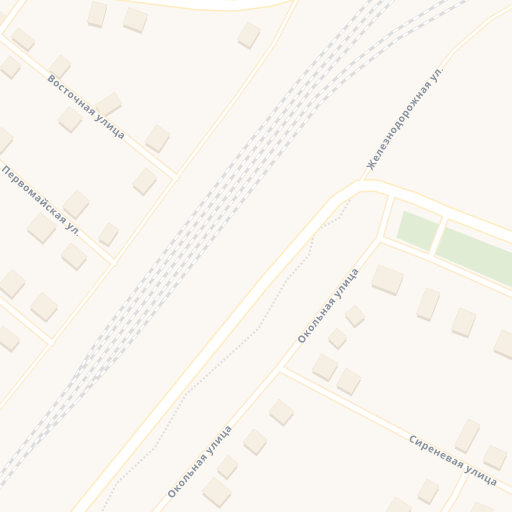 Восточная улица
Железнодорожная ул.
Первомайская ул.
Окольная улица
Окольная улица
Сиреневая улица